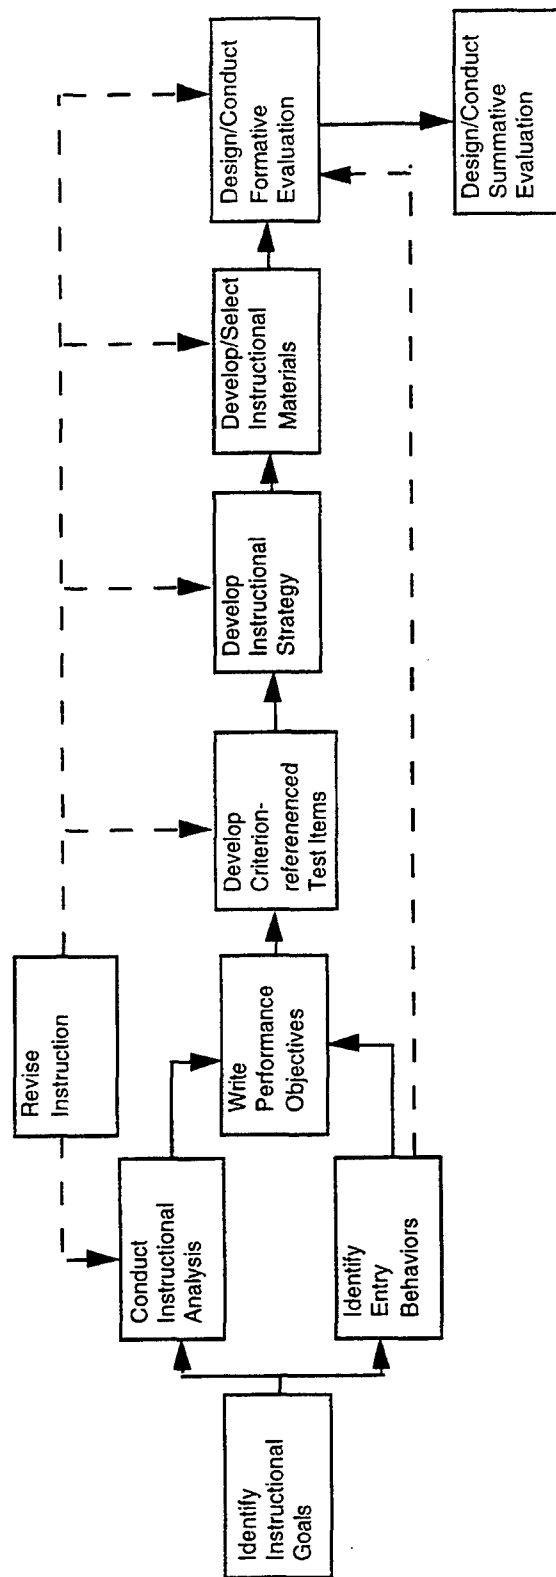 Identify
Instructional
Goals
Conduct
Instructional
Analysis
Identify
Entry
Behaviors
Revise
Instruction
Write
Performance
Objectives
Develop
Criterion-
referenenced
Test Items
Develop
Instructional
Strategy
Develop/Select
Instructional
Materials
Design/Conduct
Formative
Evaluation
Design/Conduct
Summative
Evaluation